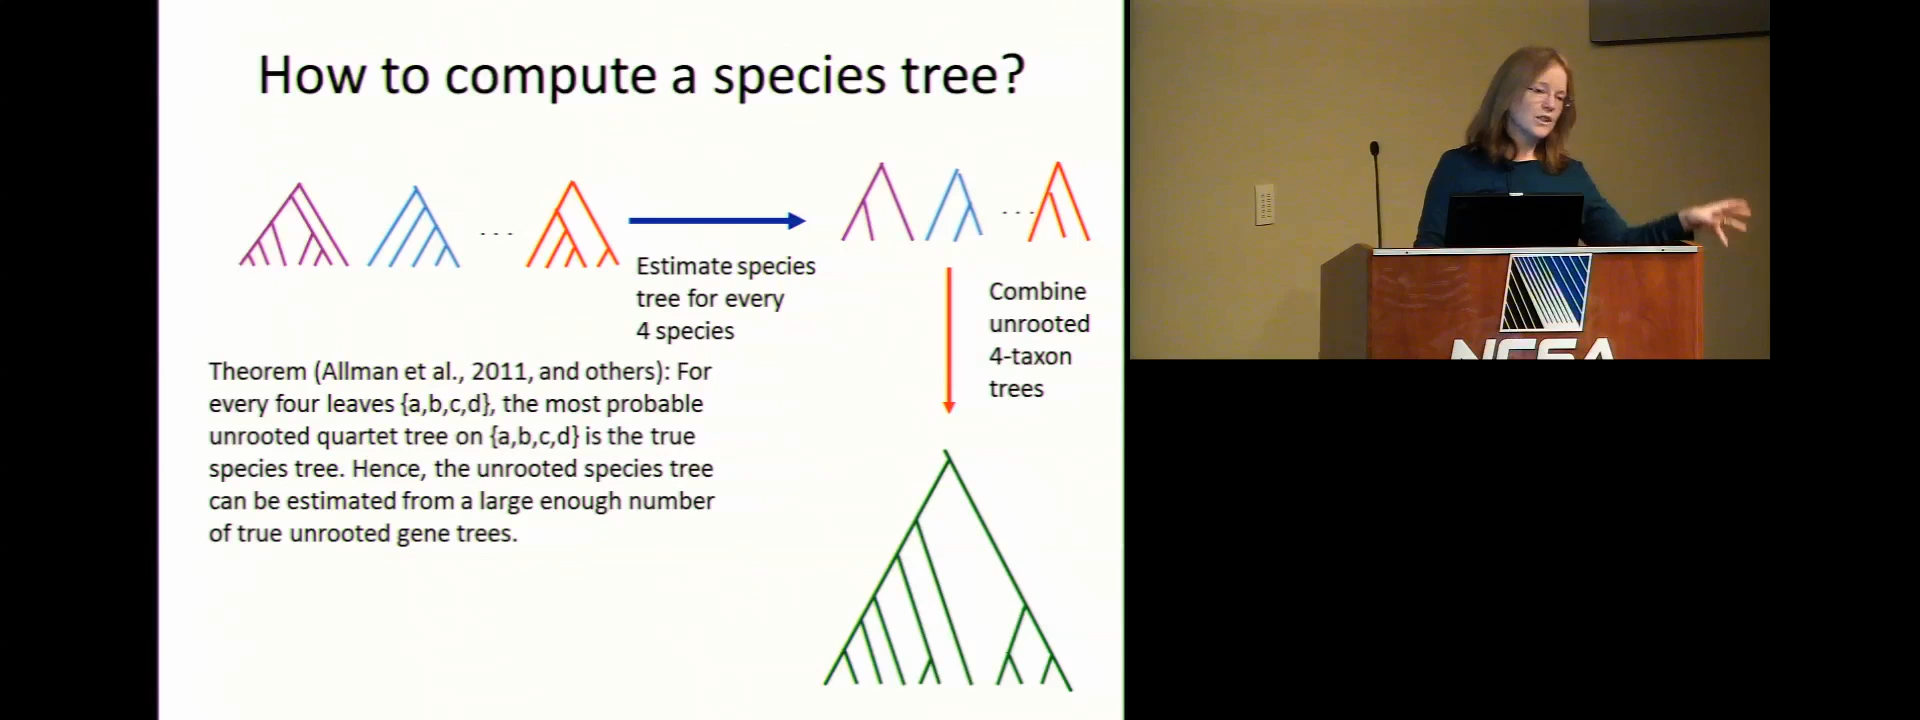 How to compute a species tree?
Estimate species
tree for every
4 species
Combine
unrooted
4-taxon
trees
Theorem (Allman et al., 2011, and others): For
every four leaves {a,b,c,d}, the most probable
unrooted quartet tree on {a,b,c,d} is the true
species tree. Hence, the unrooted species tree
can be estimated from a large enough number
of true unrooted gene trees.
NCSA